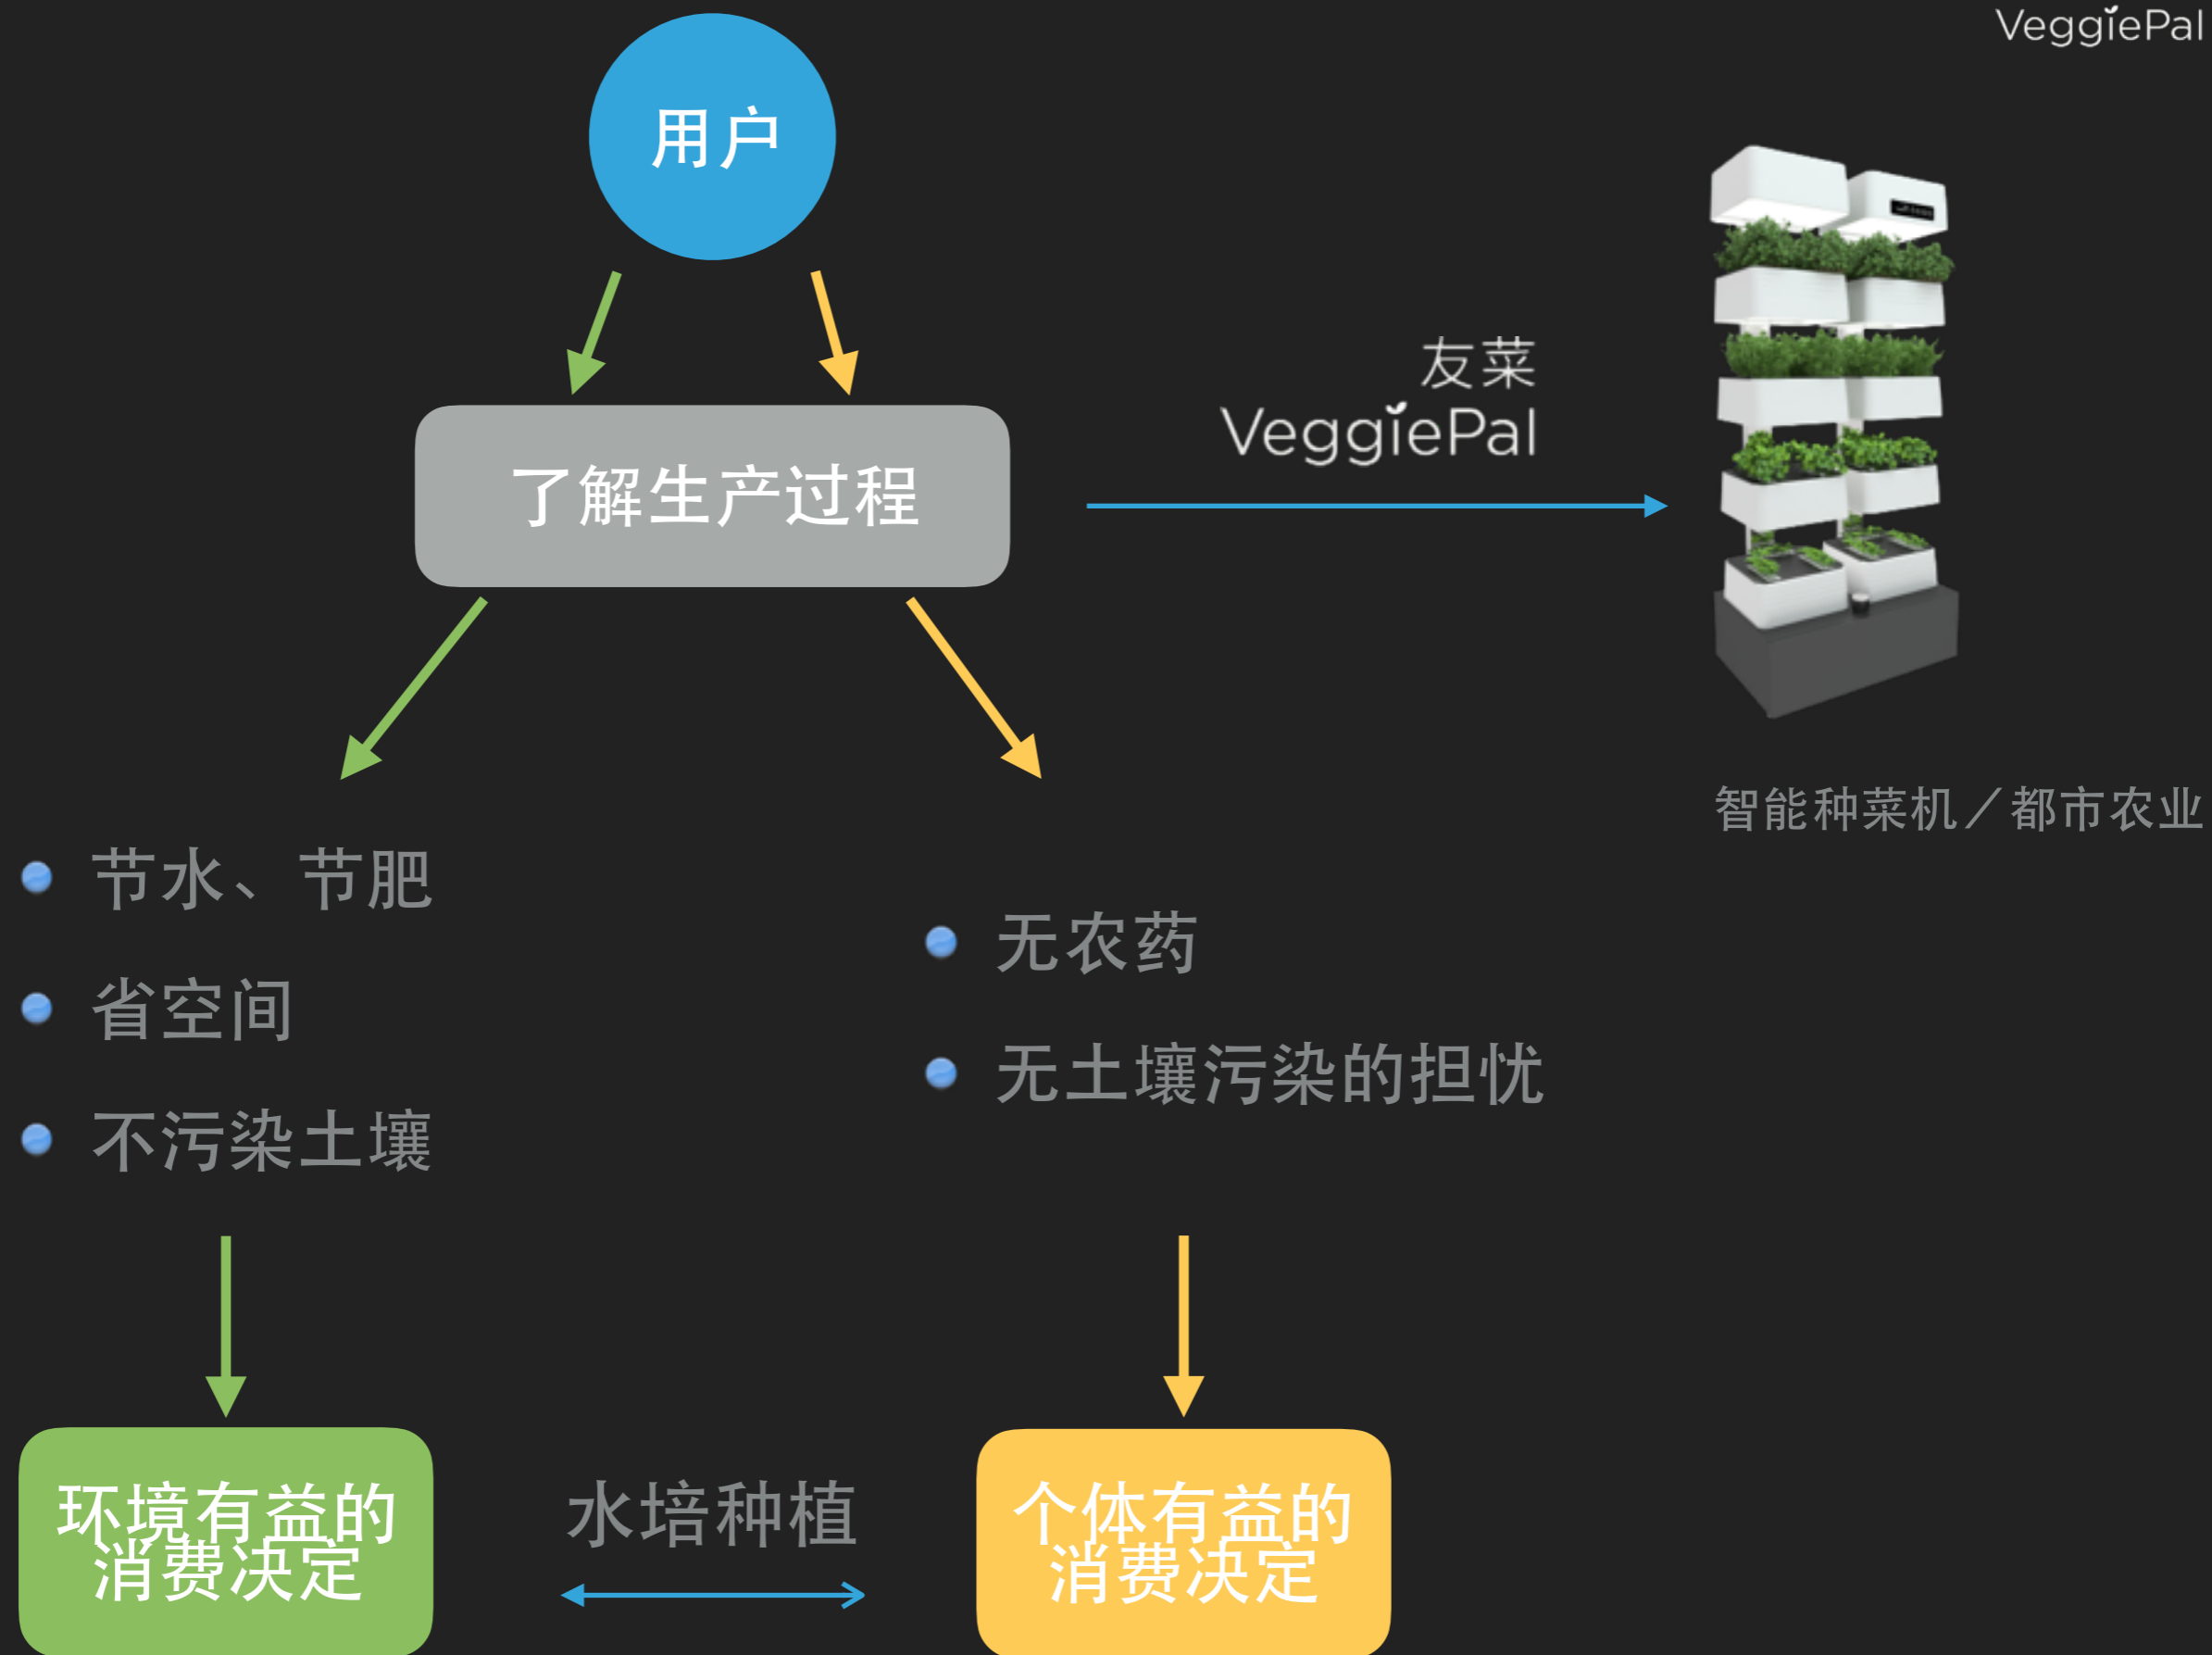 VeggiePal
用户
了解生产过程
友菜
VeggiePal
智能种菜机／都市农业
节水、节肥
省空间
不污染土壤
无农药
无土壤污染的担忧
环境有益的
消费决定
水培种植
个体有益的
消费决定